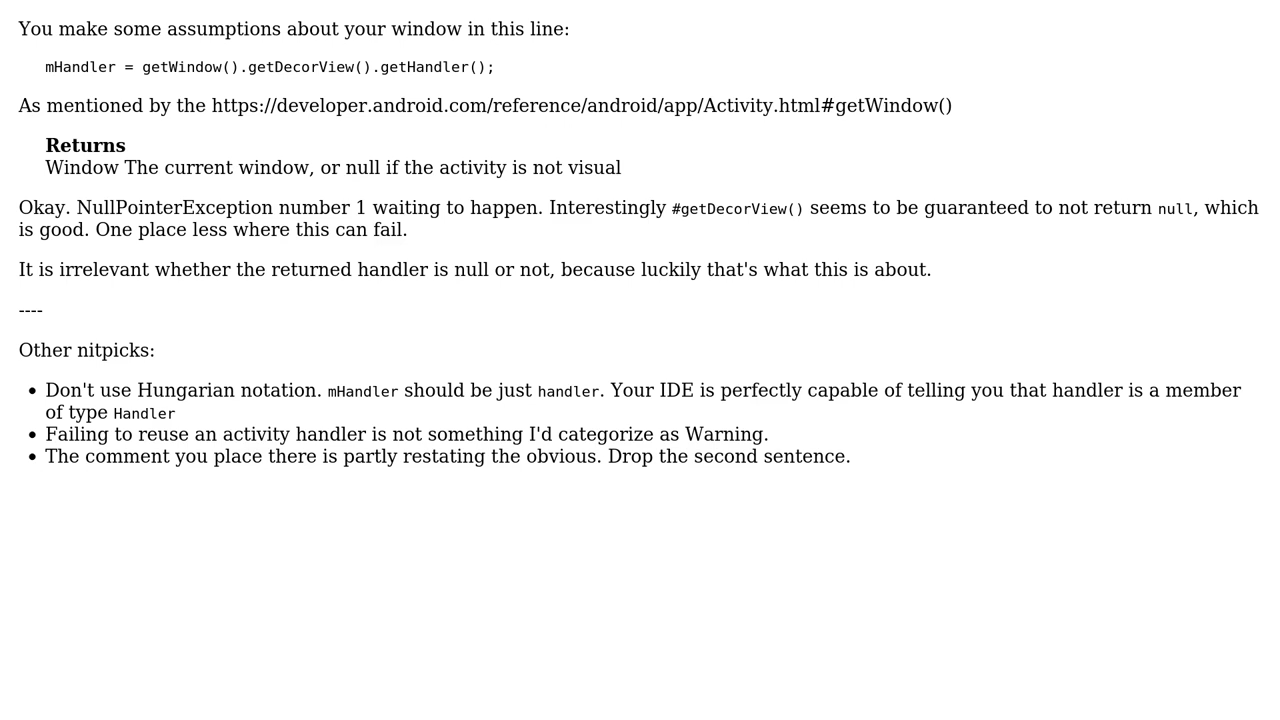 You make some assumptions about your window in this line:
mHandler = getWindow().getDecorView().getHandler();
As mentioned by the https://developer.android.com/reference/android/app/Activity.html#getWindow()
Returns
Window The current window, or null if the activity is not visual
Okay. NullPointerException number 1 waiting to happen. Interestingly #getDecorView() seems to be guaranteed to not return null, which
is good. One place less where this can fail.
It is irrelevant whether the returned handler is null or not, because luckily that's what this is about.
----
Other nitpicks:
• Don't use Hungarian notation. mHandler should be just handler. Your IDE is perfectly capable of telling you that handler is a member
of type Handler
• Failing to reuse an activity handler is not something I'd categorize as Warning.
• The comment you place there is partly restating the obvious. Drop the second sentence.